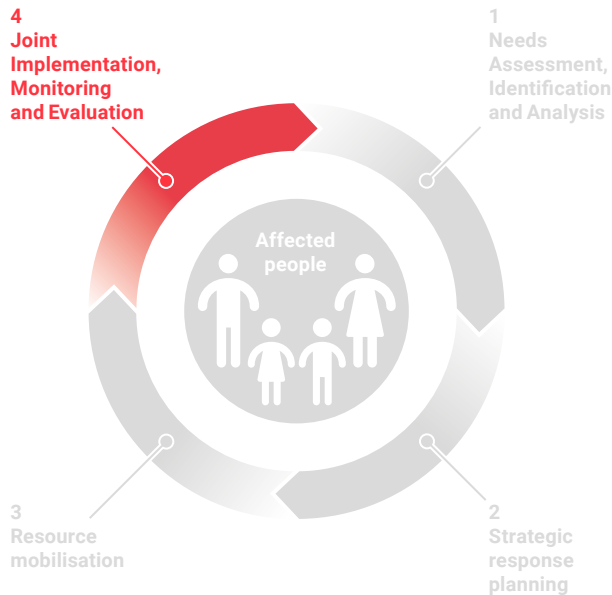 4
Joint
Implementation,
Monitoring
and Evaluation
1
Needs
Assessment,
Identification
and Analysis
Affected
people
3
Resource
mobilisation
2
Strategic
response
planning